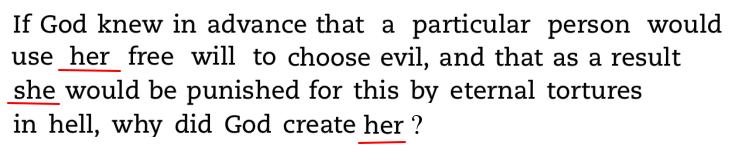 If God knew in advance that a particular person would
use her free will to choose evil, and that as a result
she would be punished for this by eternal tortures
in hell, why did God create her ?